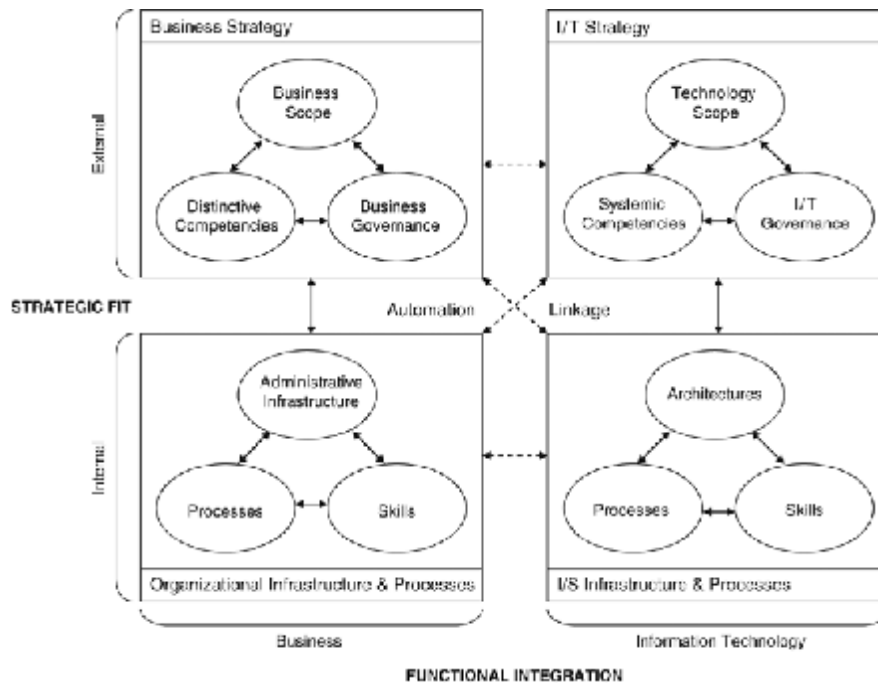 Business Strategy
I/T Strategy
Business
Scope
Technology
Scope
External
Distinctive
Competencies
Business
Governance
Systemic
Competencies
I/T
Governance
STRATEGIC FIT
Automation
Linkage
Administrative
Infrastructure
Architectures
Internal
Processes
Skills
Processes
Skills
Organizational Infrastructure & Processes
I/S Infrastructure & Processes
Business
Information Technology
FUNCTIONAL INTEGRATION